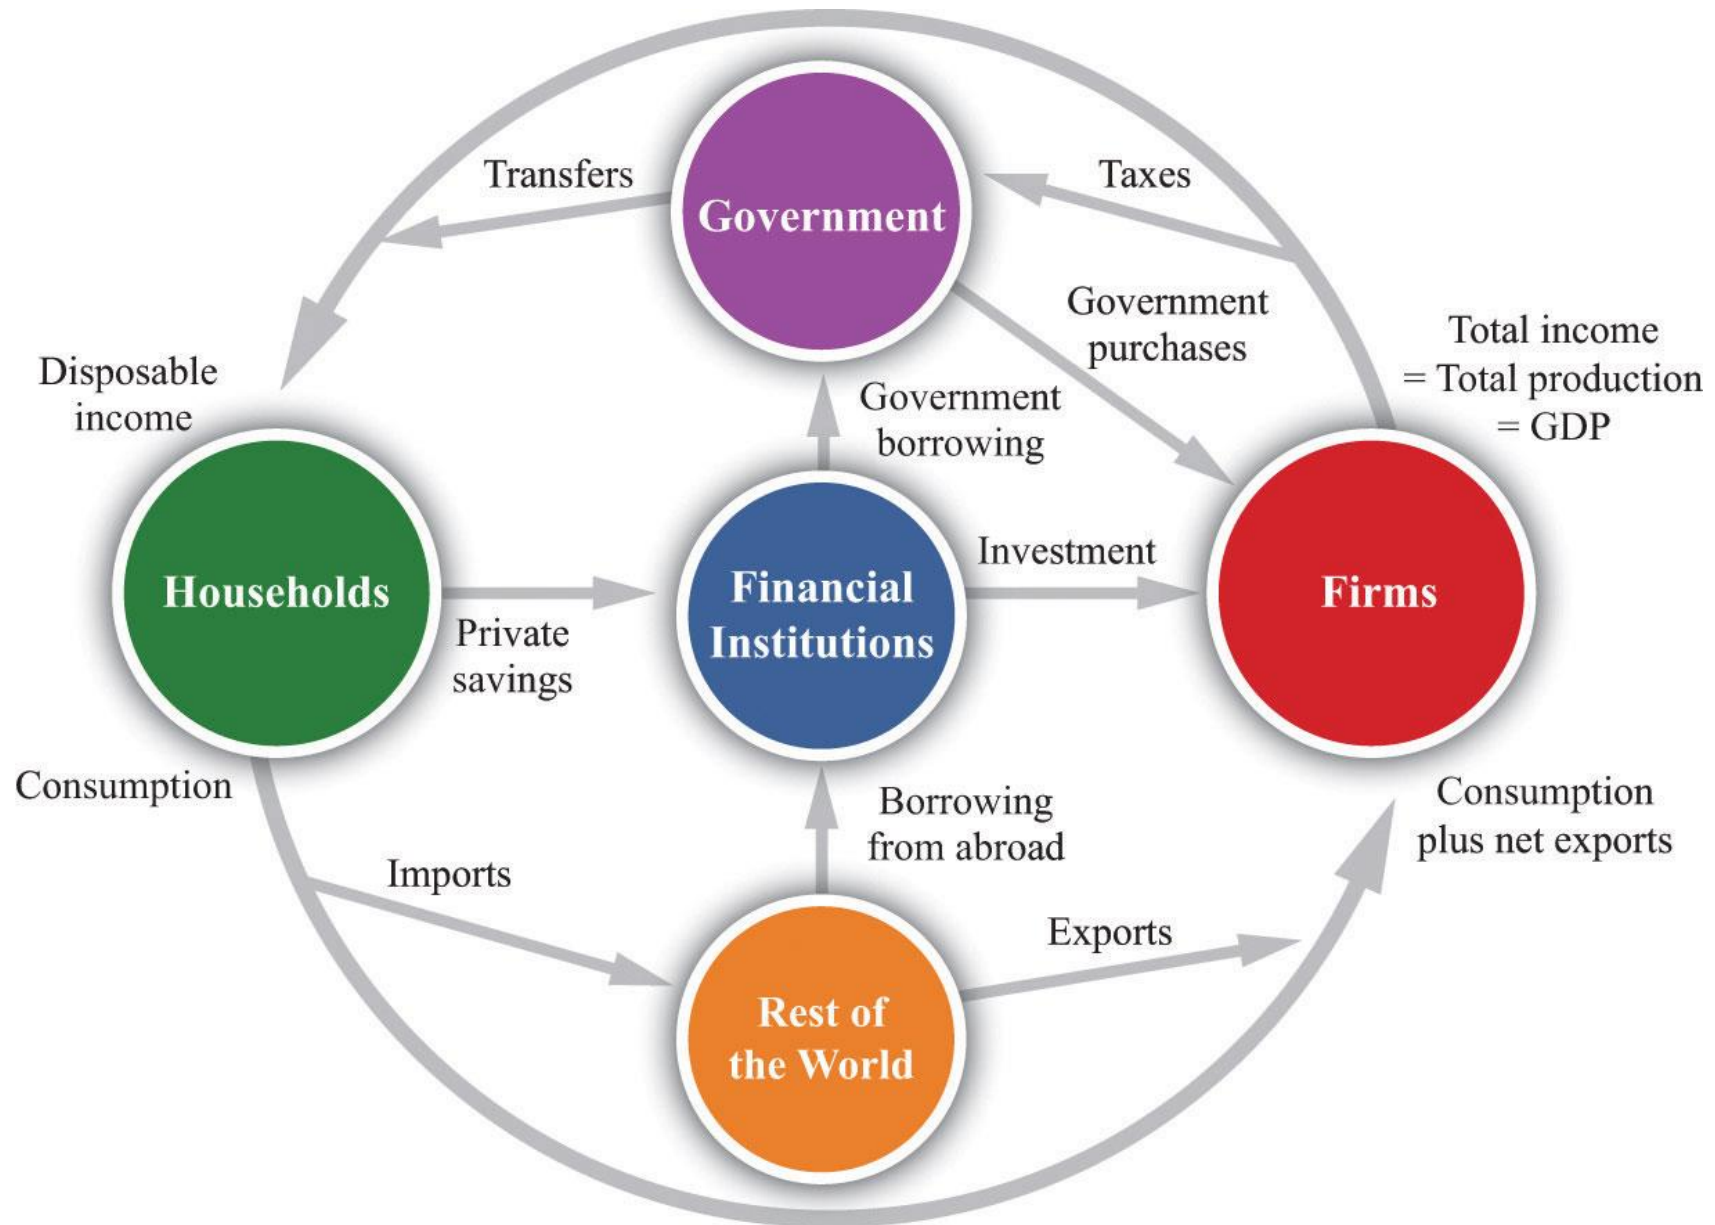 Transfers
Government
Taxes
Government
purchases
Total income
= Total production
= GDP
Disposable
income
Government
borrowing
Households
Private
savings
Financial
Institutions
Investment
Firms
Consumption
Imports
Borrowing
from abroad
Consumption
plus net exports
Exports
Rest of
the World